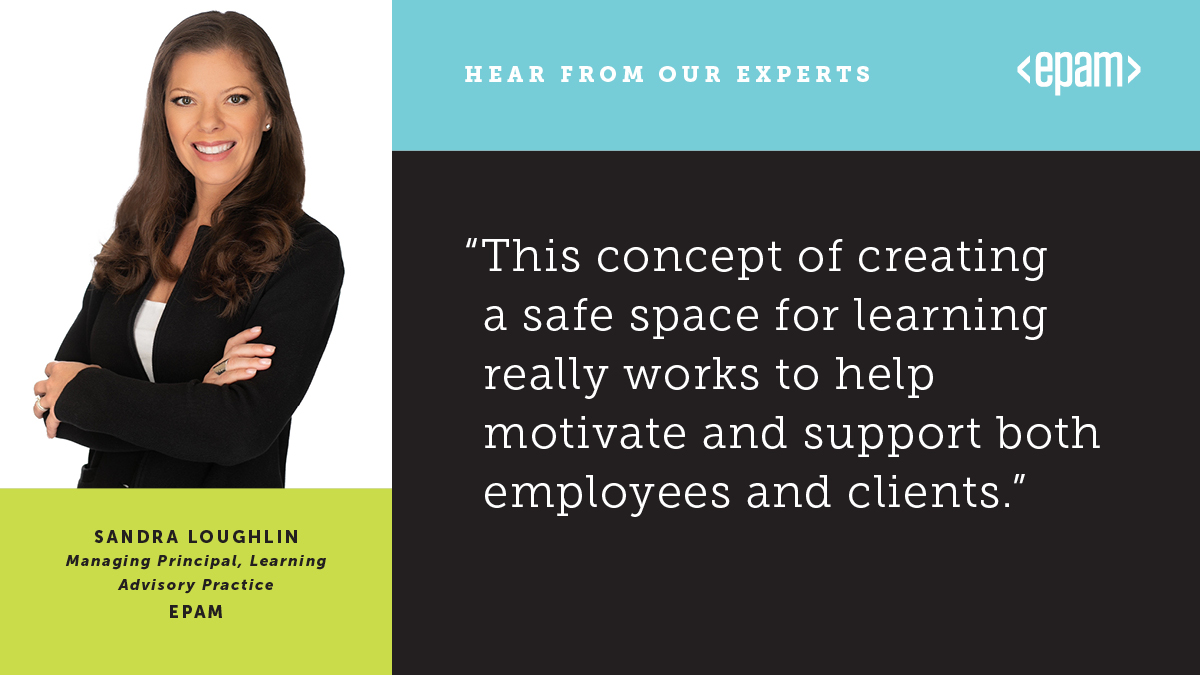 HEAR FROM OUR EXPERTS
<epam>
“This concept of creating
a safe space for learning
really works to help
motivate and support both
employees and clients.”
SANDRA LOUGHLIN
Managing Principal, Learning
Advisory Practice
EPAM